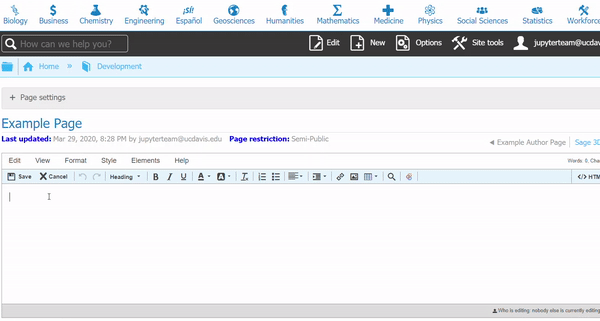 Biology Business Chemistry Engineering Español Geosciences Humanities Mathematics Medicine Physics Social Sciences Statistics Workforce
How can we help you? Edit New Options Site tools jupyterteam@ucdavis
Home » Development
+ Page settings
Example Page
Last updated: Mar 29, 2020, 8:28 PM by jupyterteam@ucdavis.edu Page restriction: Semi-Public
Example Author Page Sage 3D
Edit View Format Style Elements Help Words: 0, Cha
Save Cancel Heading B I U A A Tx </> HTM
Who is editing: nobody else is currently editing